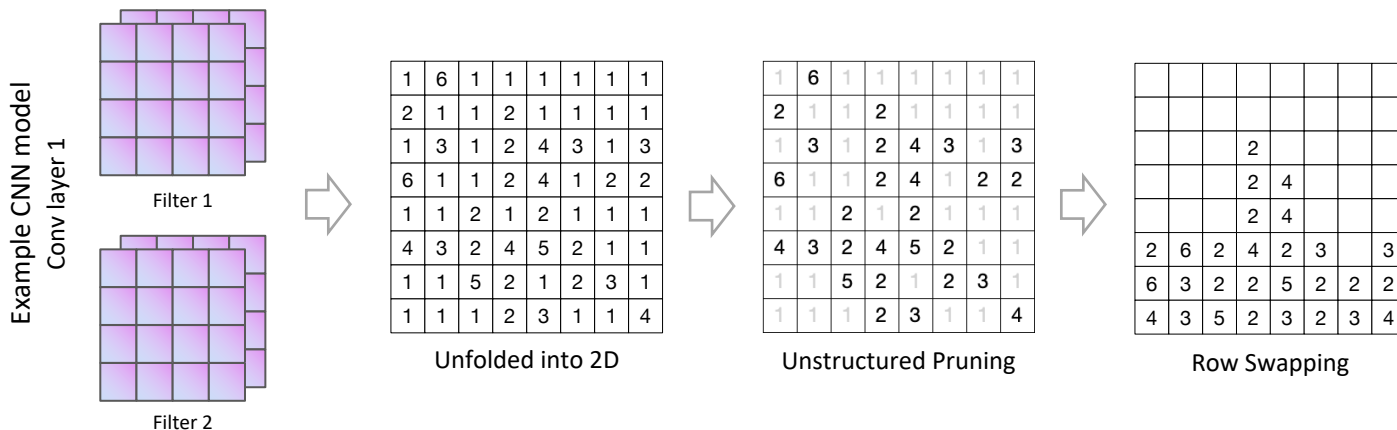 Example CNN model
Conv layer 1
Filter 1
Filter 2
1 6 1 1 1 1 1 1
2 1 1 2 1 1 1 1
1 3 1 2 4 3 1 3
6 1 1 2 4 1 2 2
1 1 2 1 2 1 1 1
4 3 2 4 5 2 1 1
1 1 5 2 1 2 3 1
1 1 1 2 3 1 1 4
Unfolded into 2D
1 6 1 1 1 1 1 1
2 1 1 2 1 1 1 1
1 3 1 2 4 3 1 3
6 1 1 2 4 1 2 2
1 1 2 1 2 1 1 1
4 3 2 4 5 2 1 1
1 1 5 2 1 2 3 1
1 1 1 2 3 1 1 4
Unstructured Pruning
2
2 4
2 4
2 6 2 4 2 3 3
6 3 2 2 5 2 2 2
4 3 5 2 3 2 3 4
Row Swapping